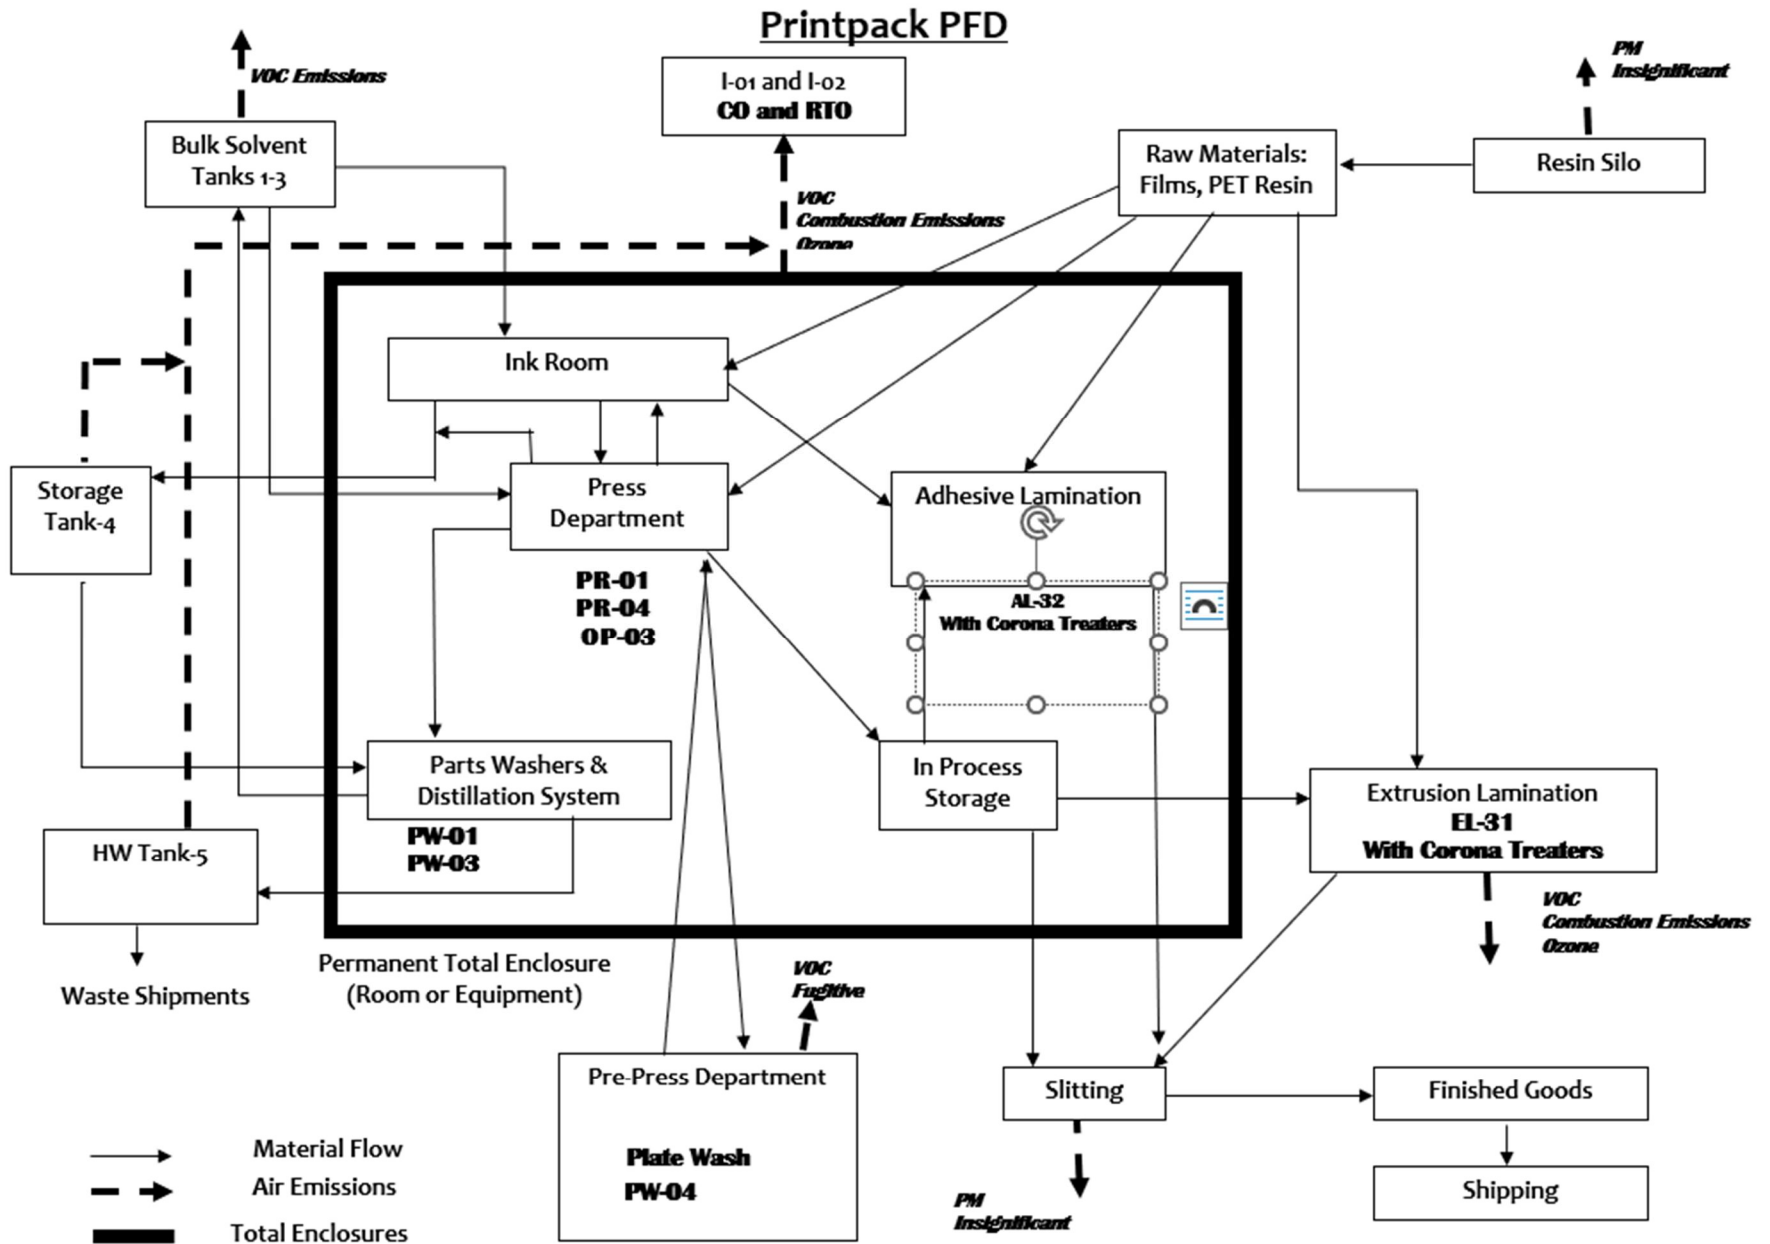 Printpack PFD
VOC Emissions
PM
Insignificant
I-01 and I-02
CO and RTO
Bulk Solvent
Tanks 1-3
Raw Materials:
Films, PET Resin
Resin Silo
VOC
Combustion Emissions
Ozone
Ink Room
Storage
Tank-4
Press
Department
Adhesive Lamination
PR-01
PR-04
OP-03
AL-32
With Corona Treaters
Parts Washers &
Distillation System
PW-01
PW-03
In Process
Storage
Extrusion Lamination
EL-31
With Corona Treaters
HW Tank-5
VOC
Combustion Emissions
Ozone
Waste Shipments
Permanent Total Enclosure
(Room or Equipment)
VOC
Fugitive
Pre-Press Department
Plate Wash
PW-04
Slitting
Finished Goods
Shipping
PM
Insignificant
Material Flow
Air Emissions
Total Enclosures